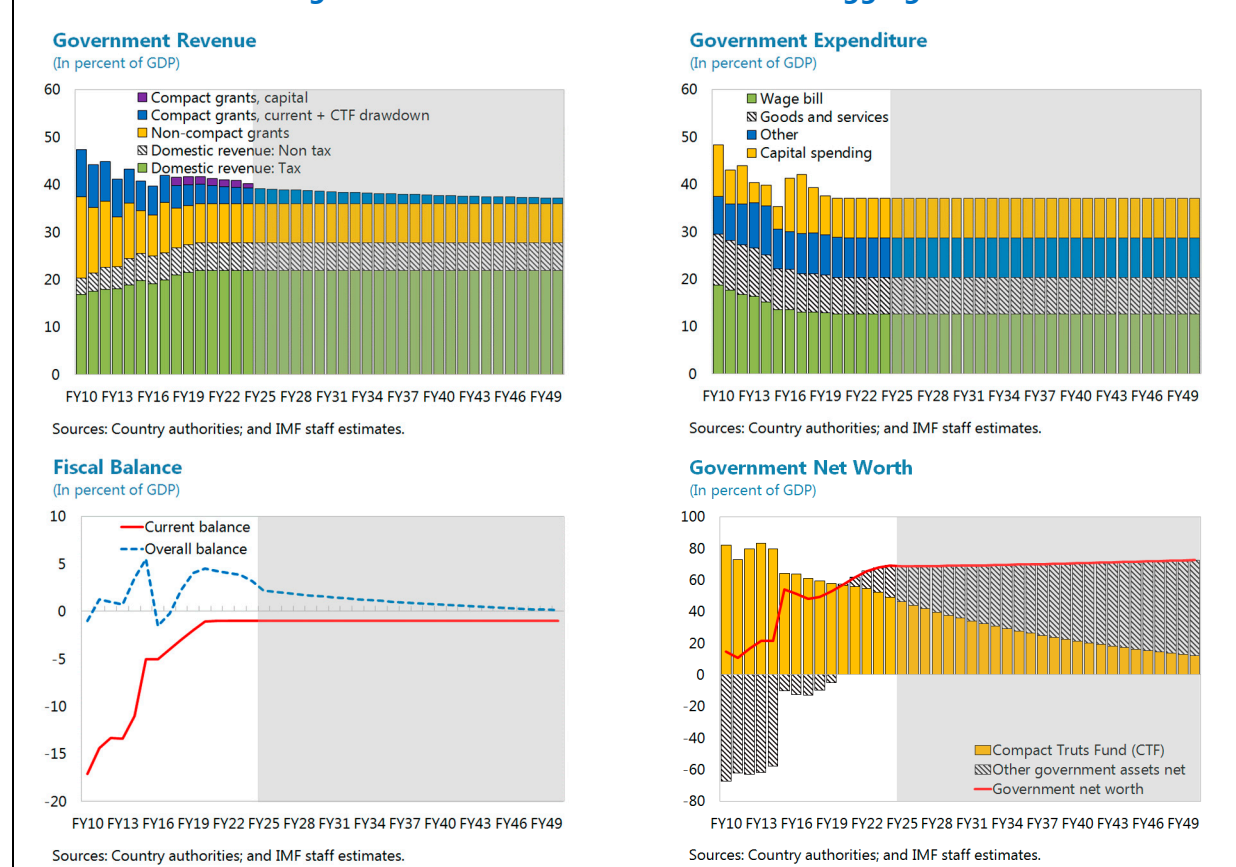 Government Revenue
(In percent of GDP)
60
50
40
30
20
10
0
Compact grants, capital
Compact grants, current + CTF drawdown
Non-compact grants
Domestic revenue: Non tax
Domestic revenue: Tax
FY10 FY13 FY16 FY19 FY22 FY25 FY28 FY31 FY34 FY37 FY40 FY43 FY46 FY49
Sources: Country authorities; and IMF staff estimates.
Government Expenditure
(In percent of GDP)
60
50
40
30
20
10
0
Wage bill
Goods and services
Other
Capital spending
FY10 FY13 FY16 FY19 FY22 FY25 FY28 FY31 FY34 FY37 FY40 FY43 FY46 FY49
Sources: Country authorities; and IMF staff estimates.
Fiscal Balance
(In percent of GDP)
10
5
0
-5
-10
-15
-20
Current balance
Overall balance
FY10 FY13 FY16 FY19 FY22 FY25 FY28 FY31 FY34 FY37 FY40 FY43 FY46 FY49
Sources: Country authorities; and IMF staff estimates.
Government Net Worth
(In percent of GDP)
100
80
60
40
20
0
-20
-40
-60
-80
Compact Truts Fund (CTF)
Other government assets net
Government net worth
FY10 FY13 FY16 FY19 FY22 FY25 FY28 FY31 FY34 FY37 FY40 FY43 FY46 FY49
Sources: Country authorities; and IMF staff estimates.